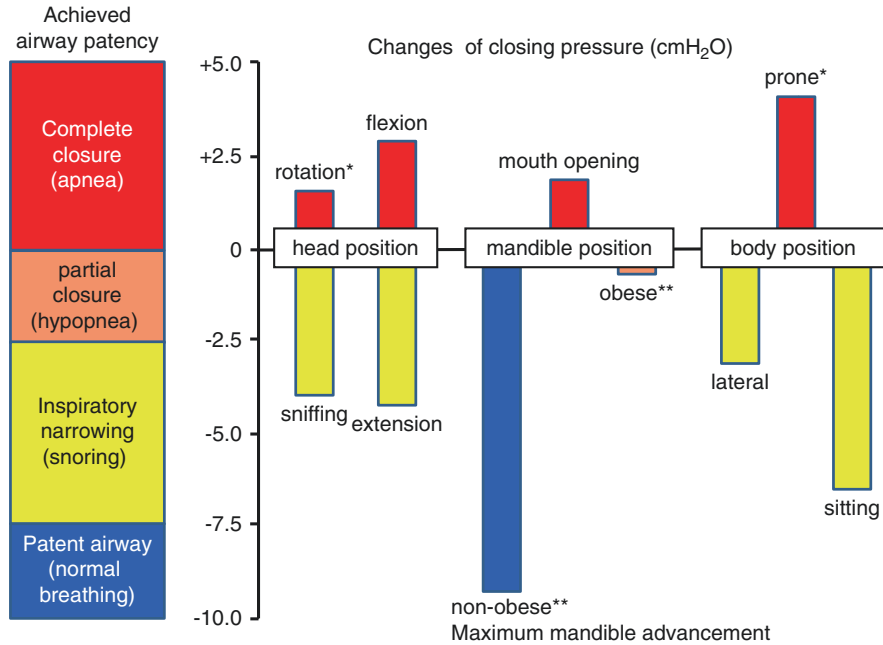 Achieved
airway patency
Changes of closing pressure (cmH₂O)
Complete
closure
(apnea)
partial
closure
(hypopnea)
Inspiratory
narrowing
(snoring)
Patent airway
(normal
breathing)
+5.0
+2.5
0
-2.5
-5.0
-7.5
-10.0
rotation*
flexion
head position
sniffing
extension
mouth opening
mandible position
obese**
non-obese**
Maximum mandible advancement
prone*
body position
lateral
sitting